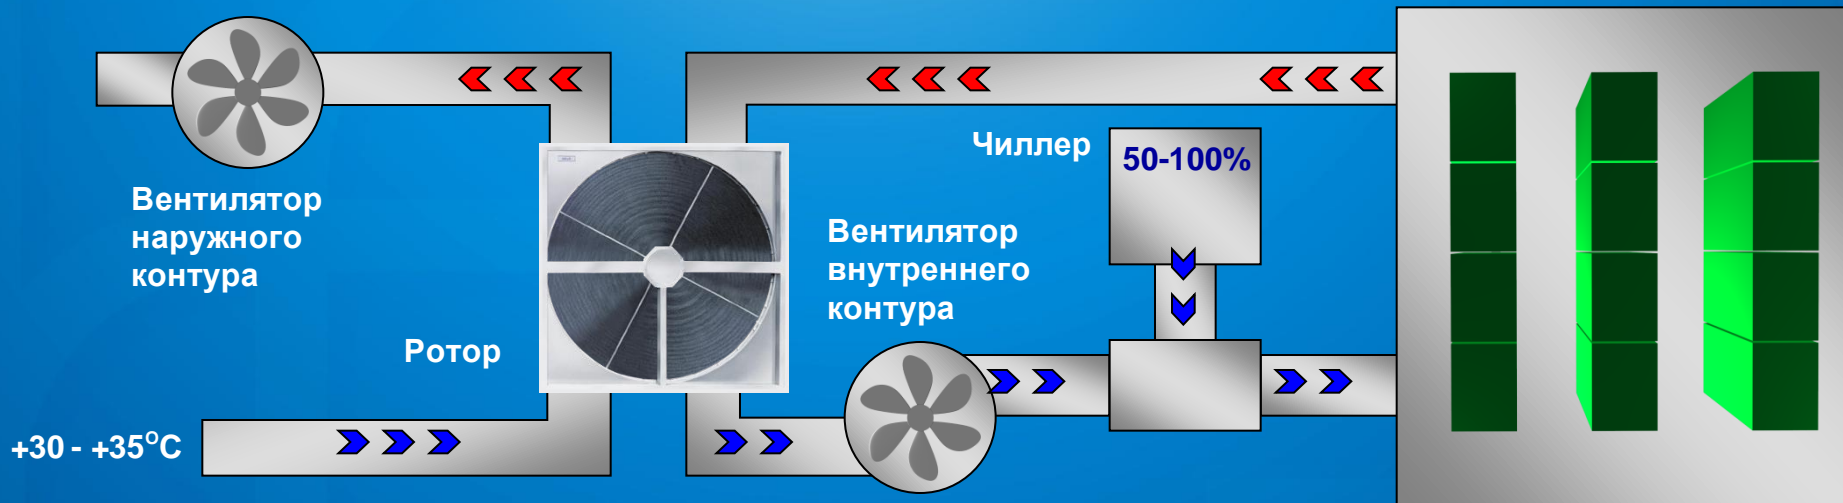 Чиллер
50-100%
Вентилятор
наружного
контура
Вентилятор
внутреннего
контура
Ротор
+30 - +35°C